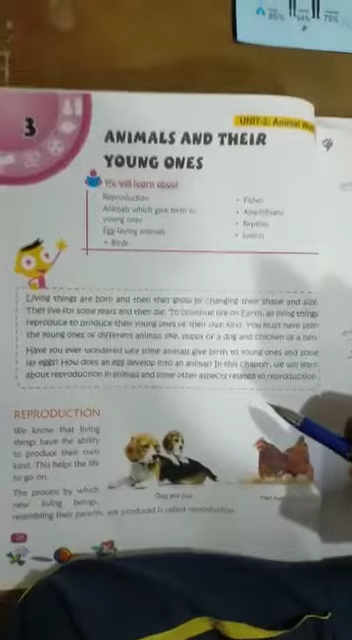 85% 54% 75%
3
UNIT-2: Animal
ANIMALS AND THEIR
YOUNG ONES
We will learn about
Reproduction
Animals which give birth to
young ones
Egg-laying animals
• Birds
• Fishes
• Amphibians
• Reptiles
• Insects
Living things are born and then they grow by changing their shape and size.
They live for some years and then die. To continue life on Earth, all living things
reproduce to produce their young ones of their own kind. You must have seen
the young ones of different animals like, puppy of a dog and chicken of a hen.
Have you ever wondered why some animals give birth to young ones and some
lay eggs? How does an egg develop into an animal? In this chapter, we will learn
about reproduction in animals and some other aspects related to reproduction.
REPRODUCTION
We know that living
things have the ability
to produce their own
kind. This helps the life
to go on.
The process by which
new living beings,
resembling their parents, are produced is called reproduction.
Dog and pup